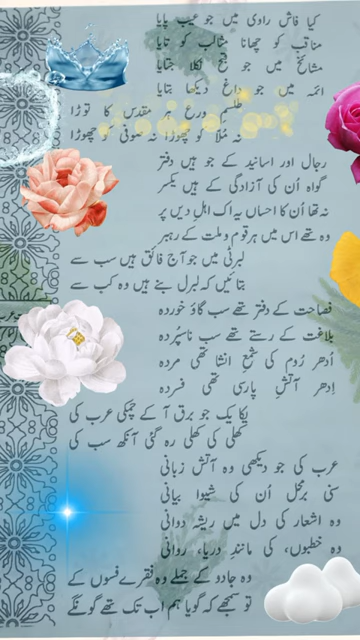 کیا فاش راوی میں جو عیب پایا
مناقب کو چھانا مثالب کو تایا
مشائخ میں جو قبح نکلا جتایا
ائمہ میں جو داغ دیکھا بتایا
طلسم ورع ہر مقدس کا توڑا
نہ ملا کو چھوڑا نہ صوفی کو چھوڑا
رجال اور اسانید کے جو ہیں دفتر
گواہ اُن کی آزادگی کے ہیں یکسر
نہ تھا اُن کا احساں یہ اک اہلِ دیں پر
وہ تھے اس میں ہر قوم و ملت کے رہبر
لبرٹی میں جو آج فائق ہیں سب سے
بتائیں کہ لبرل بنے ہیں وہ کب سے
فصاحت کے دفتر تھے سب گاؤ خوردہ
بلاغت کے رستے تھے سب ناسپُردہ
اُدھر رُوم کی شمعِ انشا تھی مردہ
اِدھر آتشِ پارسی تھی فسردہ
یکایک جو برق آ کے چمکی عرب کی
کھلی کی کھلی رہ گئی آنکھ سب کی
عرب کی جو دیکھی وہ آتش زبانی
سنی برمحل اُن کی شیوا بیانی
وہ اشعار کی دل میں ریشہ دوانی
وہ خطبوں، کی مانندِ دریا، روانی
وہ جادو کے جملے وہ فقرے فسوں کے
تو سمجھے کہ گویا ہم اب تک تھے گونگے